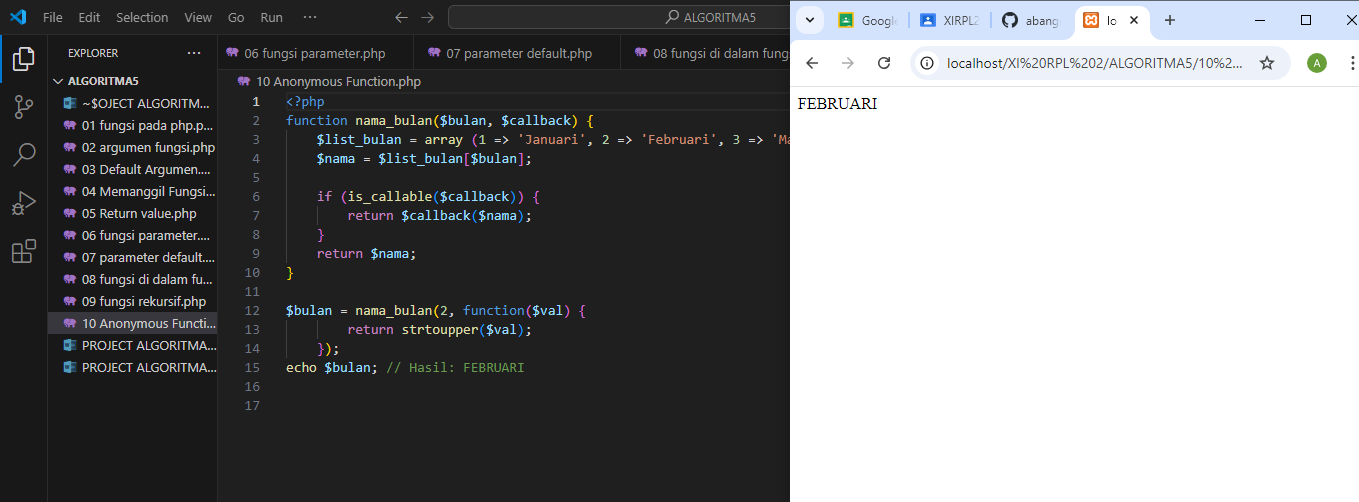 File Edit Selection View Go Run ··· ALGORITMA5
EXPLORER ···
ALGORITMA5
~$OJECT ALGORITM...
01 fungsi pada php.p...
02 argumen fungsi.php
03 Default Argumen....
04 Memanggil Fungsi...
05 Return value.php
06 fungsi parameter....
07 parameter default....
08 fungsi di dalam fu...
09 fungsi rekursif.php
10 Anonymous Functi...
PROJECT ALGORITMA...
PROJECT ALGORITMA...
06 fungsi parameter.php 07 parameter default.php 08 fungsi di dalam fungs
10 Anonymous Function.php
1 <?php
2 function nama_bulan($bulan, $callback) {
3 $list_bulan = array (1 => 'Januari', 2 => 'Februari', 3 => 'Ma
4 $nama = $list_bulan[$bulan];
5
6 if (is_callable($callback)) {
7 return $callback($nama);
8 }
9 return $nama;
10 }
11
12 $bulan = nama_bulan(2, function($val) {
13 return strtoupper($val);
14 });
15 echo $bulan; // Hasil: FEBRUARI
16
17
Google XIRPL2 abang lo
localhost/XI%20RPL%202/ALGORITMA5/10%2... A
FEBRUARI